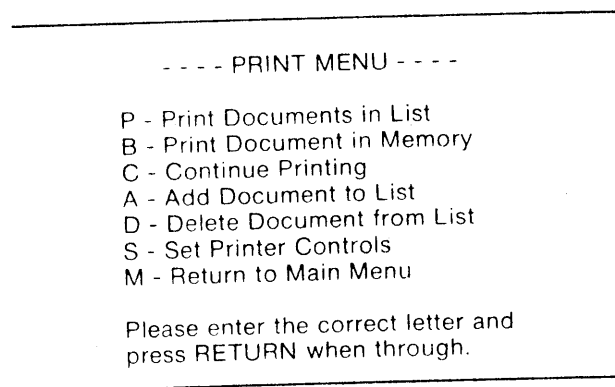 - - - - PRINT MENU - - - -
P - Print Documents in List
B - Print Document in Memory
C - Continue Printing
A - Add Document to List
D - Delete Document from List
S - Set Printer Controls
M - Return to Main Menu
Please enter the correct letter and
press RETURN when through.